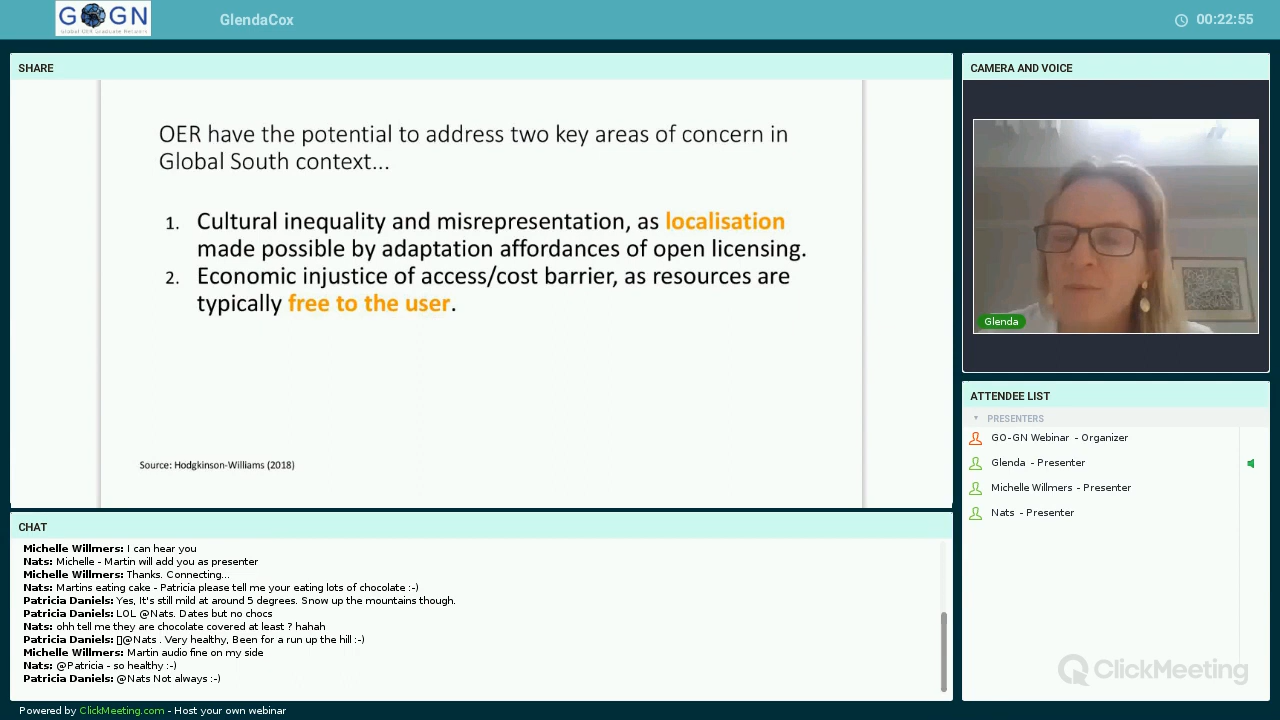 GO GN
Global OER Graduate Network
GlendaCox
00:22:55
SHARE
OER have the potential to address two key areas of concern in
Global South context...
1. Cultural inequality and misrepresentation, as localisation
made possible by adaptation affordances of open licensing.
2. Economic injustice of access/cost barrier, as resources are
typically free to the user.
Source: Hodgkinson-Williams (2018)
CAMERA AND VOICE
Glenda
ATTENDEE LIST
PRESENTERS
GO-GN Webinar - Organizer
Glenda - Presenter
Michelle Willmers - Presenter
Nats - Presenter
ClickMeeting
CHAT
Michelle Willmers: I can hear you
Nats: Michelle - Martin will add you as presenter
Michelle Willmers: Thanks. Connecting...
Nats: Martins eating cake - Patricia please tell me your eating lots of chocolate :-)
Patricia Daniels: Yes, It's still mild at around 5 degrees. Snow up the mountains though.
Patricia Daniels: LOL @Nats. Dates but no chocs
Nats: ohh tell me they are chocolate covered at least ? hahah
Patricia Daniels: @Nats . Very healthy, Been for a run up the hill :-)
Michelle Willmers: Martin audio fine on my side
Nats: @Patricia - so healthy :-)
Patricia Daniels: @Nats Not always :-)
Powered by ClickMeeting.com - Host your own webinar